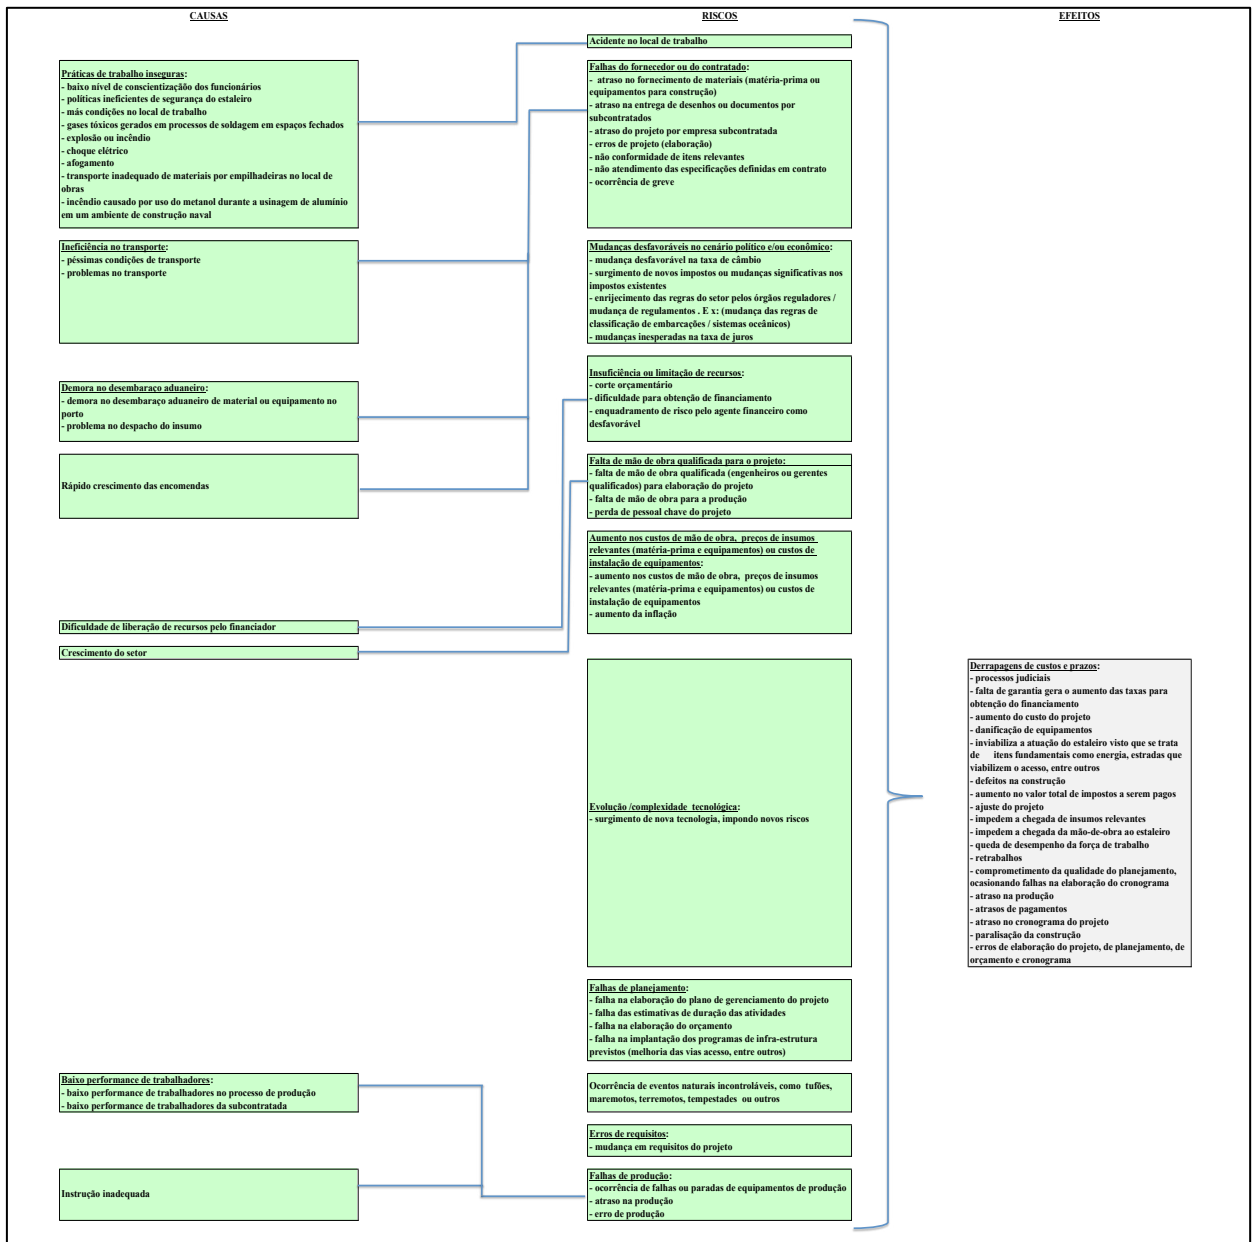 CAUSAS
RISCOS
EFEITOS
Práticas de trabalho inseguras:
- baixo nível de conscientização dos funcionários
- políticas ineficientes de segurança do estaleiro
- más condições no local de trabalho
- gases tóxicos gerados em processos de soldagem em espaços fechados
- explosão ou incêndio
- choque elétrico
- afogamento
- transporte inadequado de materiais por empilhadeiras no local de
obras
- incêndio causado por uso do metanol durante a usinagem de alumínio
em um ambiente de construção naval
Ineficiência no transporte:
- péssimas condições de transporte
- problemas no transporte
Demora no desembaraço aduaneiro:
- demora no desembaraço aduaneiro de material ou equipamento no
porto
- problema no despacho do insumo
Rápido crescimento das encomendas
Dificuldade de liberação de recursos pelo financiador
Crescimento do setor
Baixo performance de trabalhadores:
- baixo performance de trabalhadores no processo de produção
- baixo performance de trabalhadores da subcontratada
Instrução inadequada
Acidente no local de trabalho
Falhas do fornecedor ou do contratado:
- atraso no fornecimento de materiais (matéria-prima ou
equipamentos para construção)
- atraso na entrega de desenhos ou documentos por
subcontratados
- atraso do projeto por empresa subcontratada
- erros de projeto (elaboração)
- não conformidade de itens relevantes
- não atendimento das especificações definidas em contrato
- ocorrência de greve
Mudanças desfavoráveis no cenário político e/ou econômico:
- mudança desfavorável na taxa de câmbio
- surgimento de novos impostos ou mudanças significativas nos
impostos existentes
- enrijecimento das regras do setor pelos órgãos reguladores /
mudança de regulamentos . E x: (mudança das regras de
classificação de embarcações / sistemas oceânicos)
- mudanças inesperadas na taxa de juros
Insuficiência ou limitação de recursos:
- corte orçamentário
- dificuldade para obtenção de financiamento
- enquadramento de risco pelo agente financeiro como
desfavorável
Falta de mão de obra qualificada para o projeto:
- falta de mão de obra qualificada (engenheiros ou gerentes
qualificados) para elaboração do projeto
- falta de mão de obra para a produção
- perda de pessoal chave do projeto
Aumento nos custos de mão de obra, preços de insumos
relevantes (matéria-prima e equipamentos) ou custos de
instalação de equipamentos:
- aumento nos custos de mão de obra, preços de insumos
relevantes (matéria-prima e equipamentos) ou custos de
instalação de equipamentos
- aumento da inflação
Evolução /complexidade tecnológica:
- surgimento de nova tecnologia, impondo novos riscos
Falhas de planejamento:
- falha na elaboração do plano de gerenciamento do projeto
- falha das estimativas de duração das atividades
- falha na elaboração do orçamento
- falha na implantação dos programas de infra-estrutura
previstos (melhoria das vias acesso, entre outros)
Ocorrência de eventos naturais incontroláveis, como tufões,
maremotos, terremotos, tempestades ou outros
Erros de requisitos:
- mudança em requisitos do projeto
Falhas de produção:
- ocorrência de falhas ou paradas de equipamentos de produção
- atraso na produção
- erro de produção
Derrapagens de custos e prazos:
- processos judiciais
- falta de garantia gera o aumento das taxas para
obtenção do financiamento
- aumento do custo do projeto
- danificação de equipamentos
- inviabiliza a atuação do estaleiro visto que se trata
de itens fundamentais como energia, estradas que
viabilizem o acesso, entre outros
- defeitos na construção
- aumento no valor total de impostos a serem pagos
- ajuste do projeto
- impedem a chegada de insumos relevantes
- impedem a chegada da mão-de-obra ao estaleiro
- queda de desempenho da força de trabalho
- retrabalhos
- comprometimento da qualidade do planejamento,
ocasionando falhas na elaboração do cronograma
- atraso na produção
- atrasos de pagamentos
- atraso no cronograma do projeto
- paralisação da construção
- erros de elaboração do projeto, de planejamento, de
orçamento e cronograma